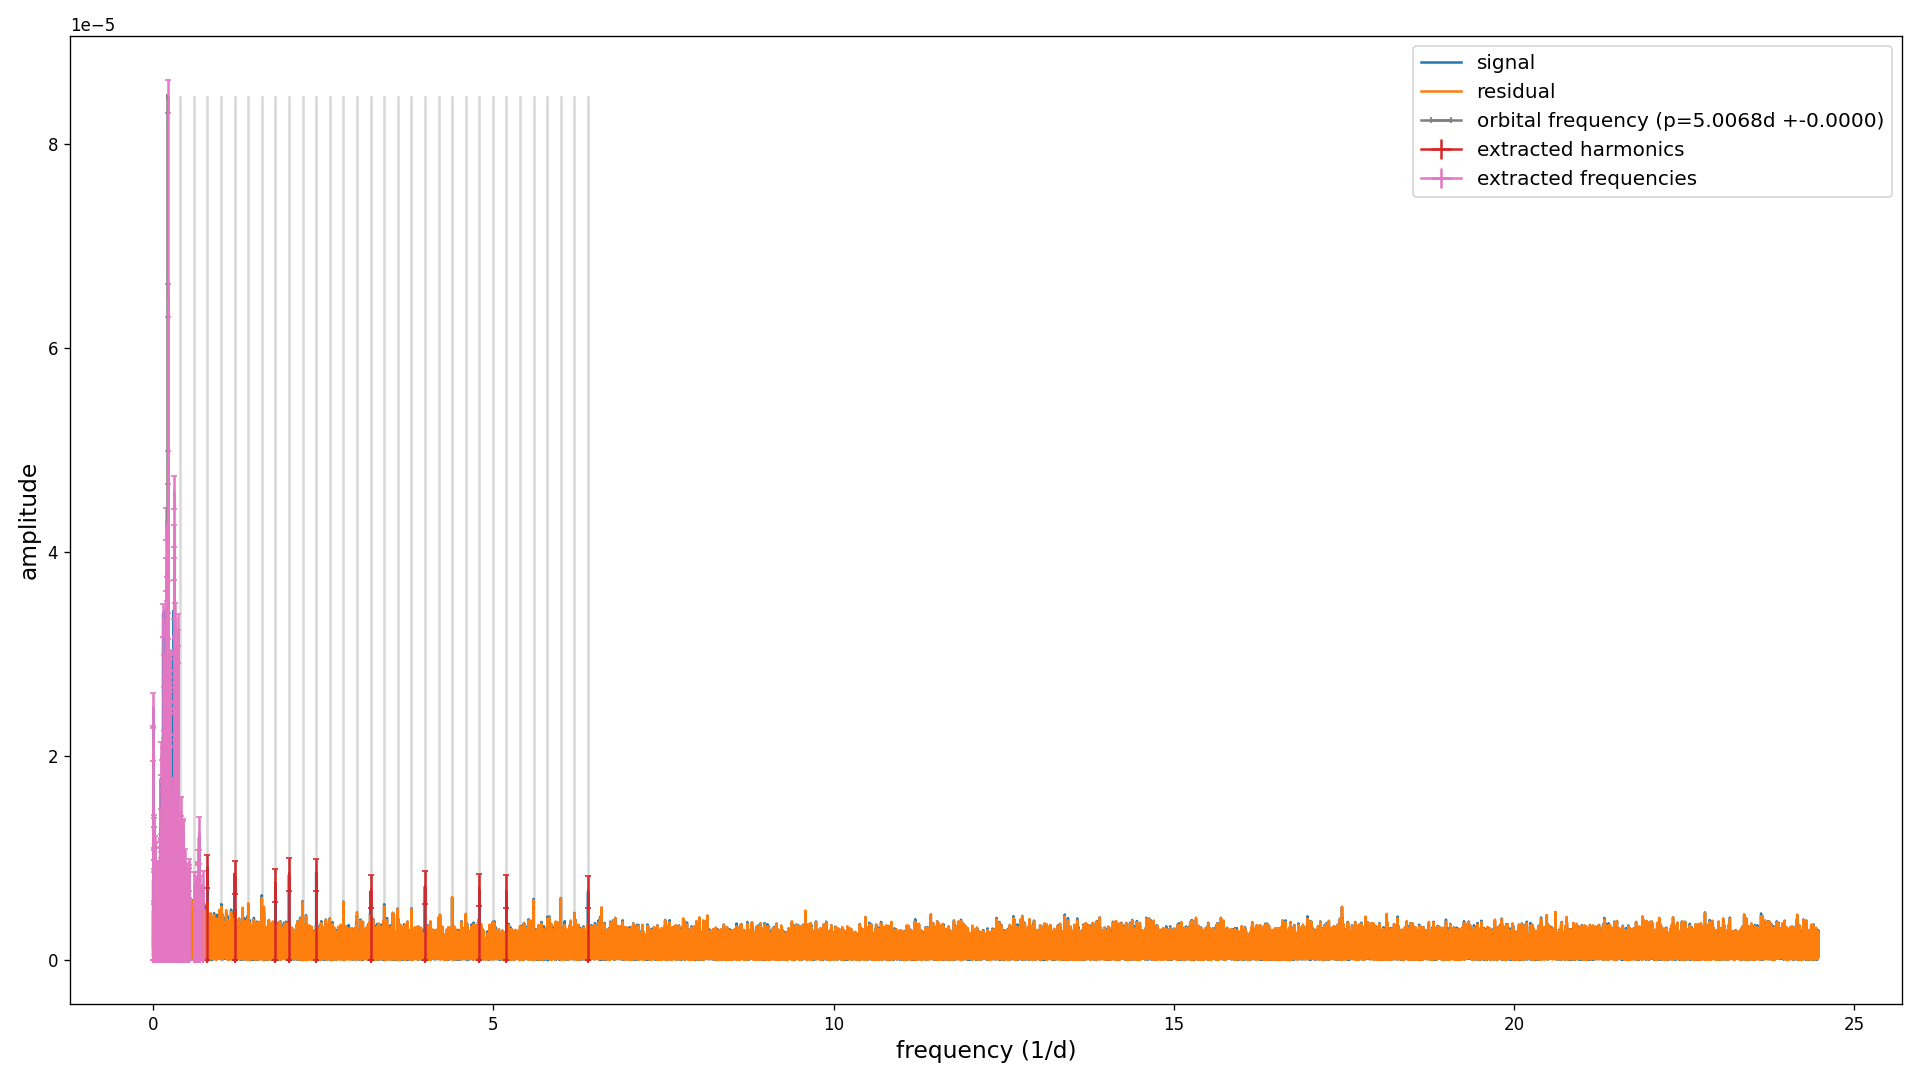 1e−5
signal
residual
orbital frequency (p=5.0068d +-0.0000)
extracted harmonics
extracted frequencies
8
6
4
2
0
amplitude
0 5 10 15 20 25
frequency (1/d)